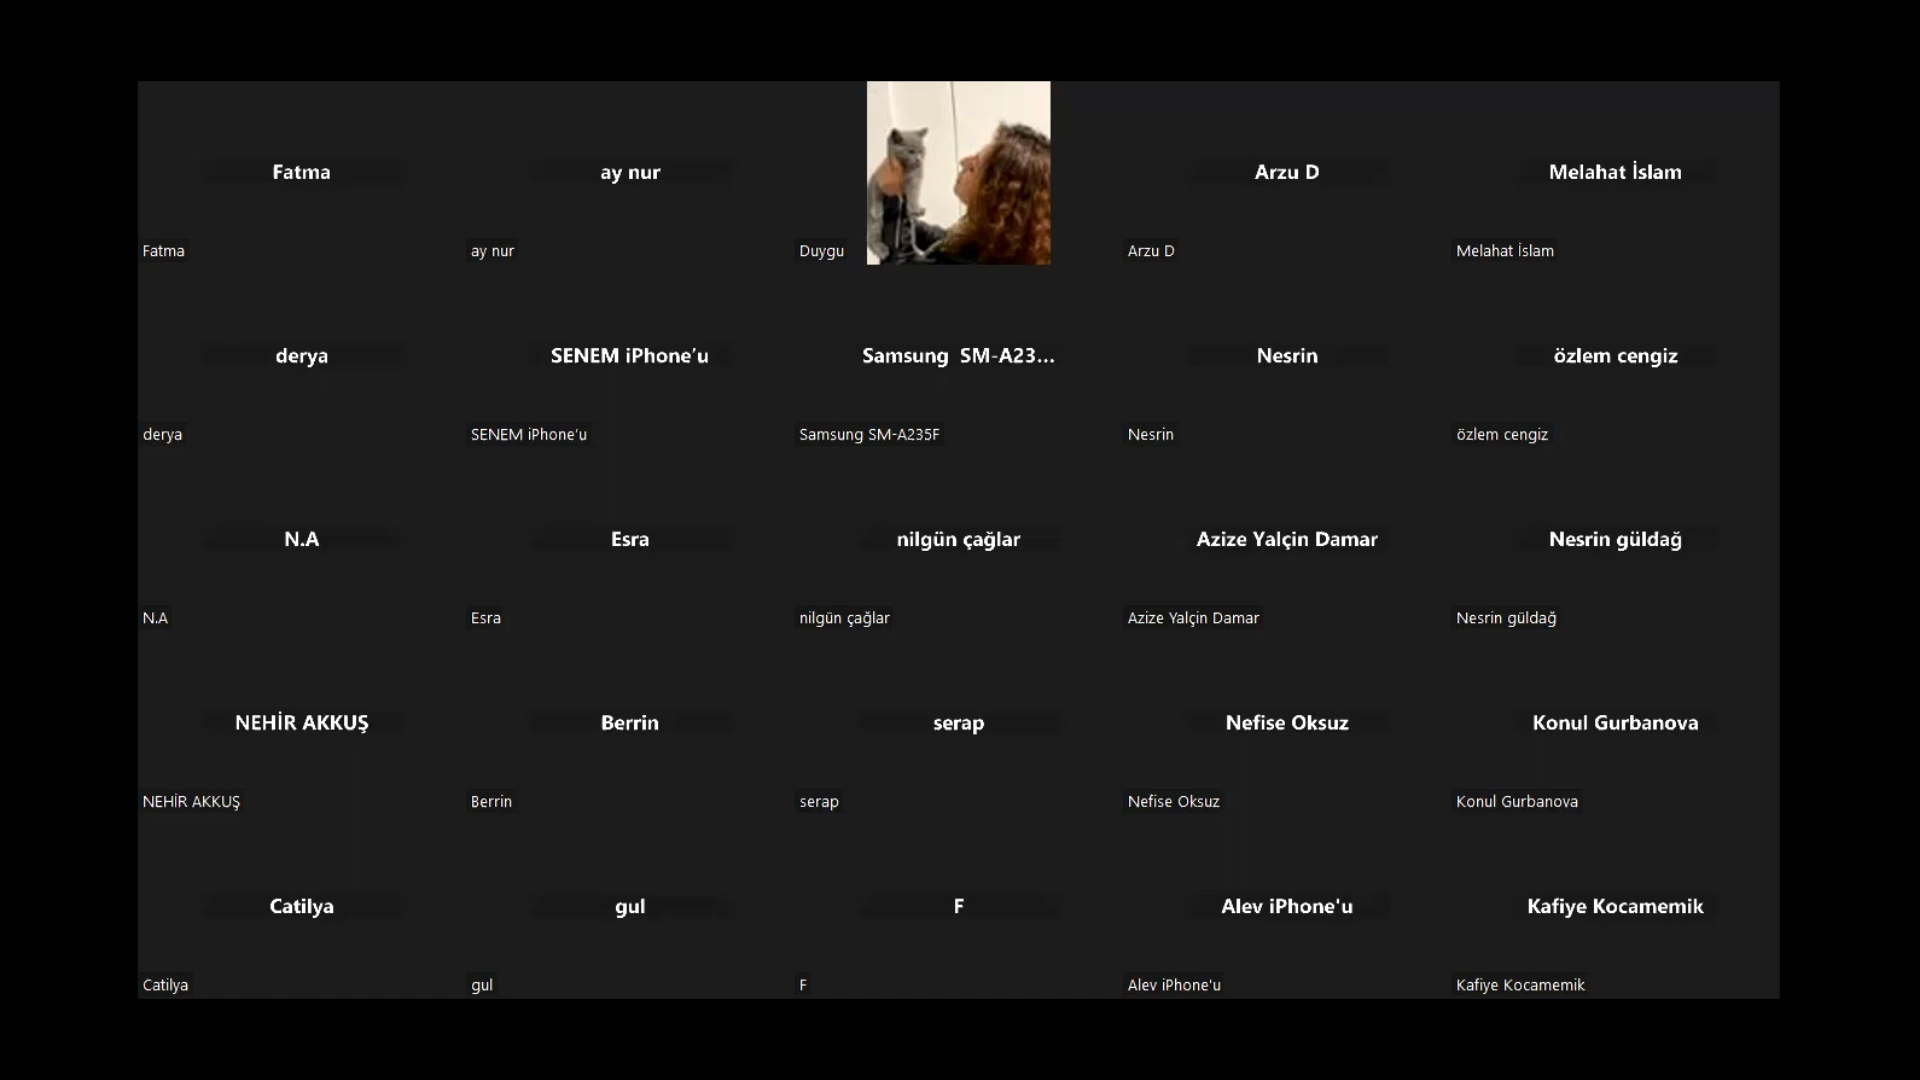 Fatma
ay nur
Arzu D
Melahat İslam
Fatma
ay nur
Duygu
Arzu D
Melahat İslam
derya
SENEM iPhone’u
Samsung SM-A23...
Nesrin
özlem cengiz
derya
SENEM iPhone'u
Samsung SM-A235F
Nesrin
özlem cengiz
N.A
Esra
nilgün çağlar
Azize Yalçin Damar
Nesrin güldağ
N.A
Esra
nilgün çağlar
Azize Yalçin Damar
Nesrin güldağ
NEHİR AKKUŞ
Berrin
serap
Nefise Oksuz
Konul Gurbanova
NEHİR AKKUŞ
Berrin
serap
Nefise Oksuz
Konul Gurbanova
Catilya
gul
F
Alev iPhone'u
Kafiye Kocamemik
Catilya
gul
F
Alev iPhone'u
Kafiye Kocamemik